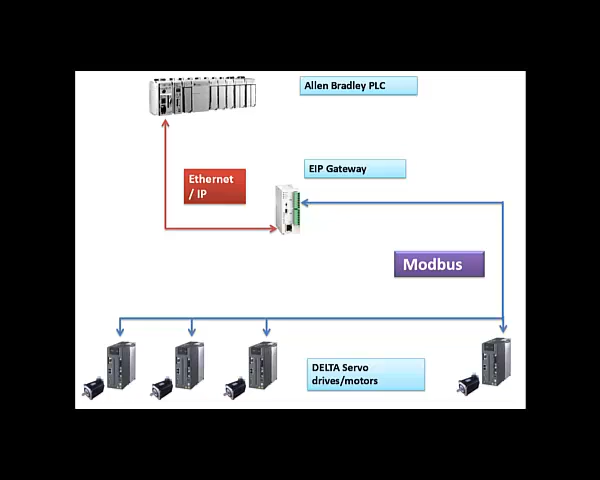 Allen Bradley PLC
EIP Gateway
Ethernet
/ IP
Modbus
DELTA Servo
drives/motors